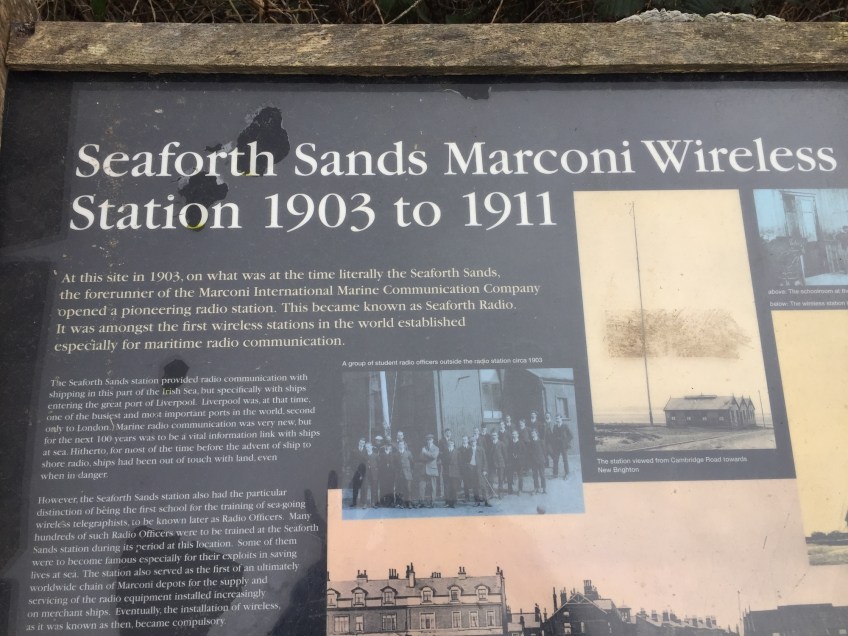 Seaforth Sands Marconi Wireless
Station 1903 to 1911
At this site in 1903, on what was at the time literally the Seaforth Sands,
the forerunner of the Marconi International Marine Communication Company
opened a pioneering radio station. This became known as Seaforth Radio.
It was amongst the first wireless stations in the world established
especially for maritime radio communication.
The Seaforth Sands station provided radio communication with
shipping in this part of the Irish Sea, but specifically with ships
entering the great port of Liverpool. Liverpool was, at that time,
one of the busiest and most important ports in the world, second
only to London. Marine radio communication was very new, but
for the next 100 years was to be a vital information link with ships
at sea. Hitherto, for most of the time before the advent of ship to
shore radio, ships had been out of touch with land, even
when in danger.
However, the Seaforth Sands station also had the particular
distinction of being the first school for the training of sea-going
wireless telegraphists, to be known later as Radio Officers. Many
hundreds of such Radio Officers were to be trained at the Seaforth
Sands station during its period at this location. Some of them
were to become famous especially for their exploits in saving
lives at sea. The station also served as the first of an ultimately
worldwide chain of Marconi depots for the supply and
servicing of the radio equipment installed increasingly
on merchant ships. Eventually, the installation of wireless,
as it was known as then, became compulsory.
A group of student radio officers outside the radio station circa 1903
The station viewed from Cambridge Road towards
New Brighton
above: The schoolroom at the
below: The wireless station